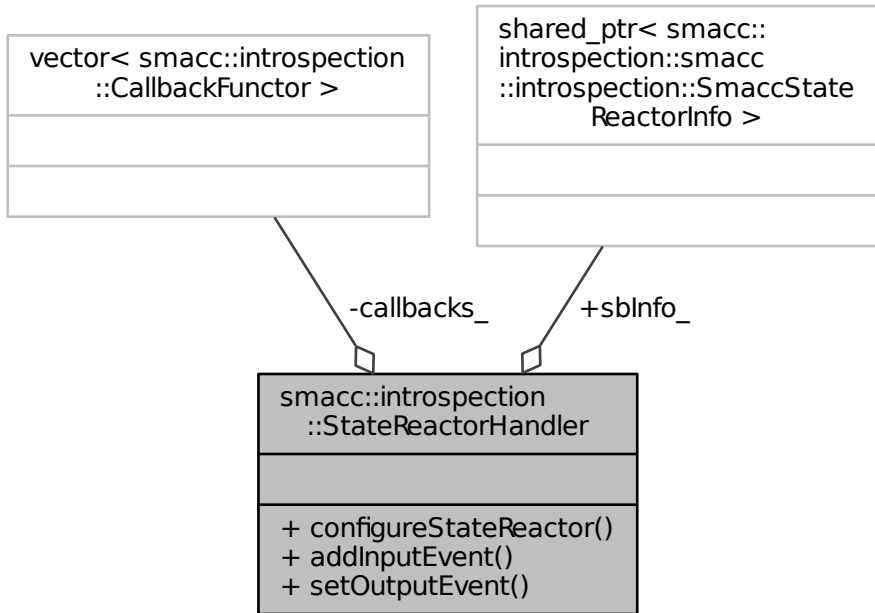 vector< smacc::introspection
::CallbackFunctor >
shared_ptr< smacc::
introspection::smacc
::introspection::SmaccState
ReactorInfo >
-callbacks_
+sbInfo_
smacc::introspection
::StateReactorHandler
+ configureStateReactor()
+ addInputEvent()
+ setOutputEvent()